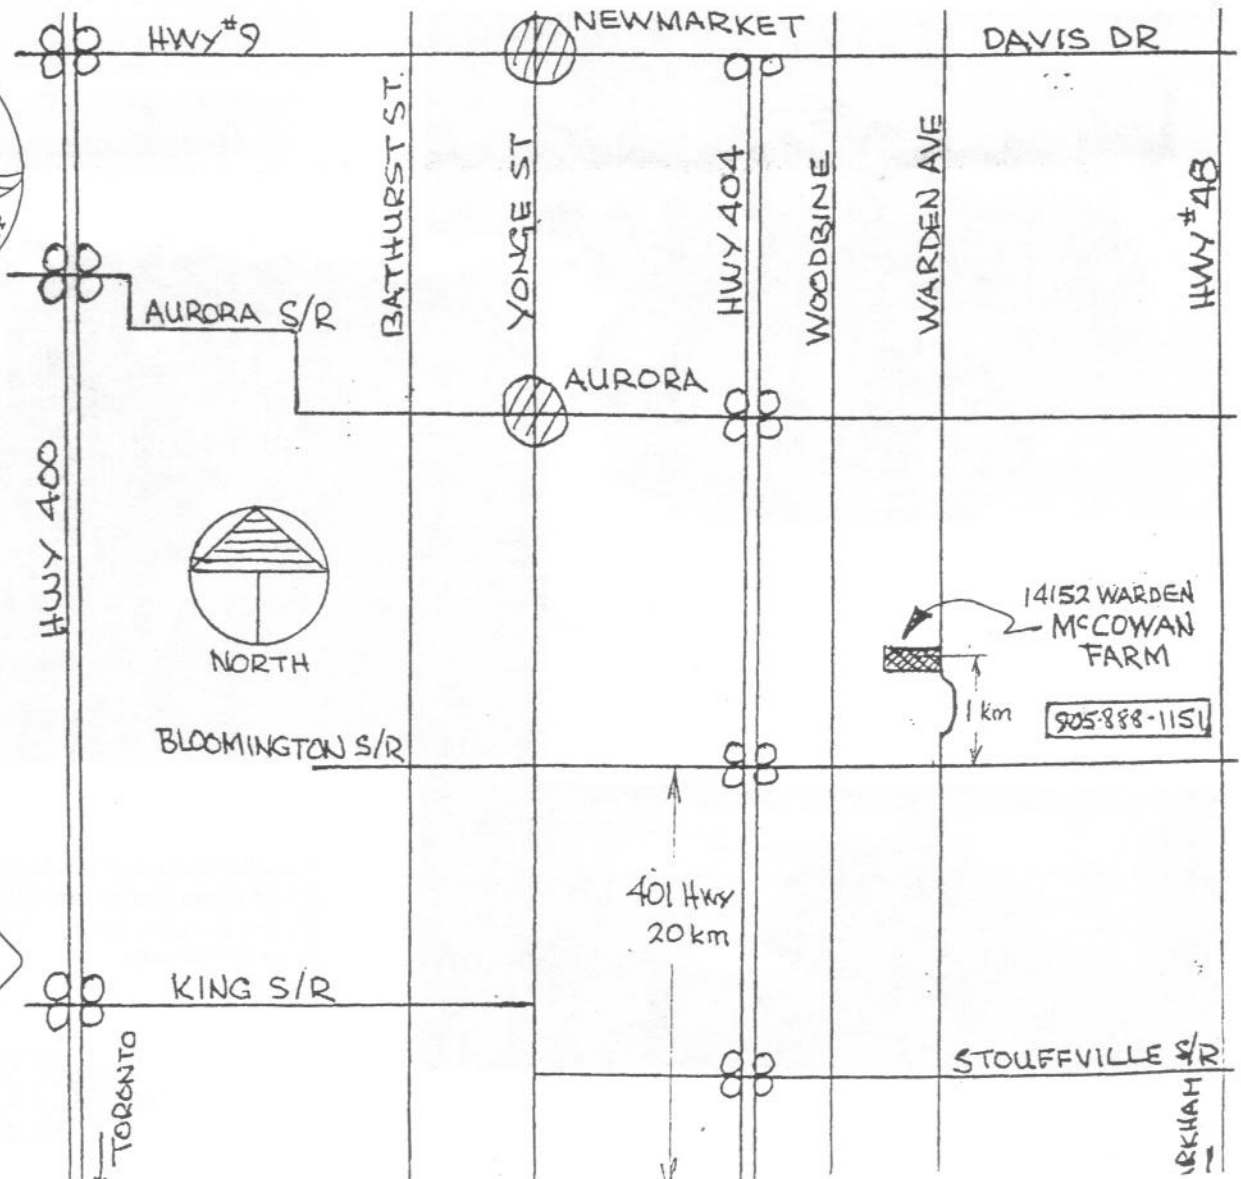 HWY #9
NEWMARKET
DAVIS DR
BATHURST ST.
YONGE ST
HWY 404
WOODBINE
WARDEN AVE
HWY #48
AURORA S/R
AURORA
HWY 400
NORTH
14152 WARDEN
McCOWAN
FARM
1 km
905-888-1151
BLOOMINGTON S/R
401 Hwy
20 km
KING S/R
STOUFFVILLE S/R
TORONTO